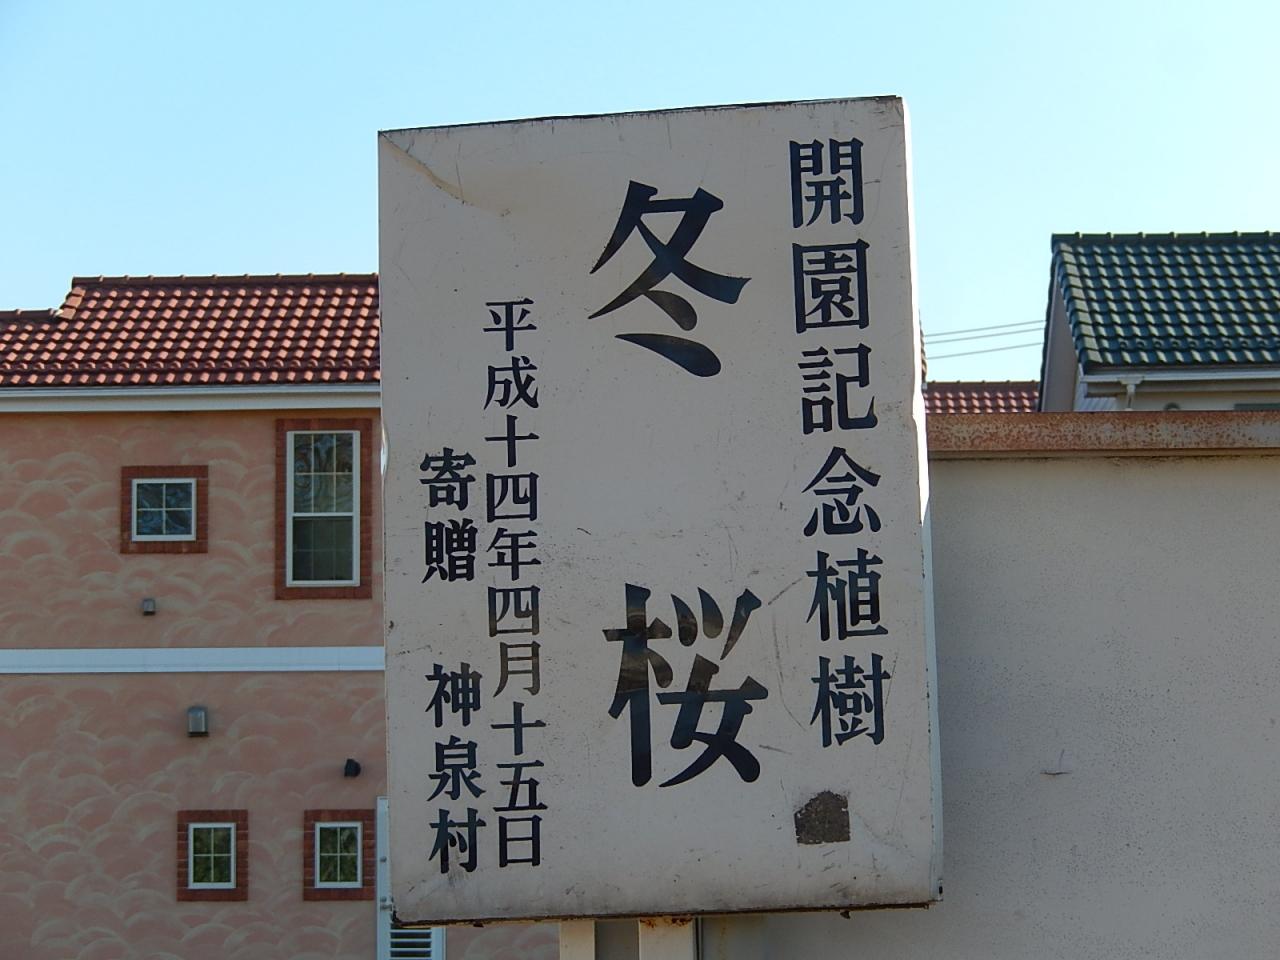 開園記念植樹
冬桜
平成十四年四月十五日
寄贈 神泉村